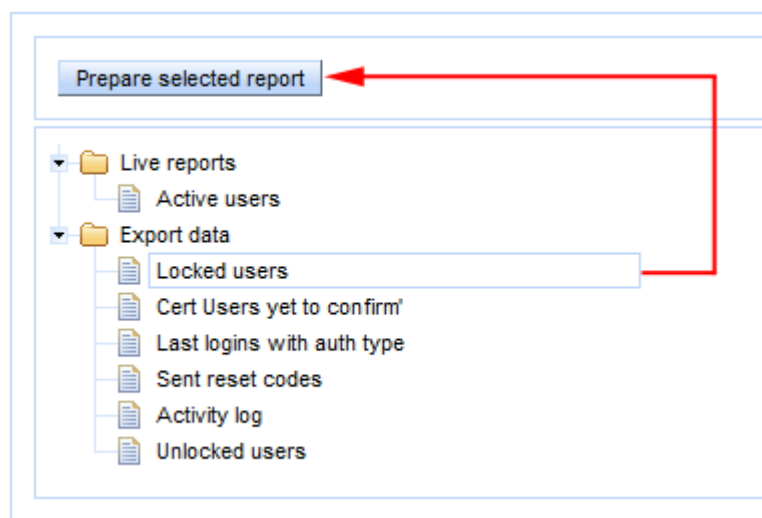 Prepare selected report
Live reports
Active users
Export data
Locked users
Cert Users yet to confirm'
Last logins with auth type
Sent reset codes
Activity log
Unlocked users